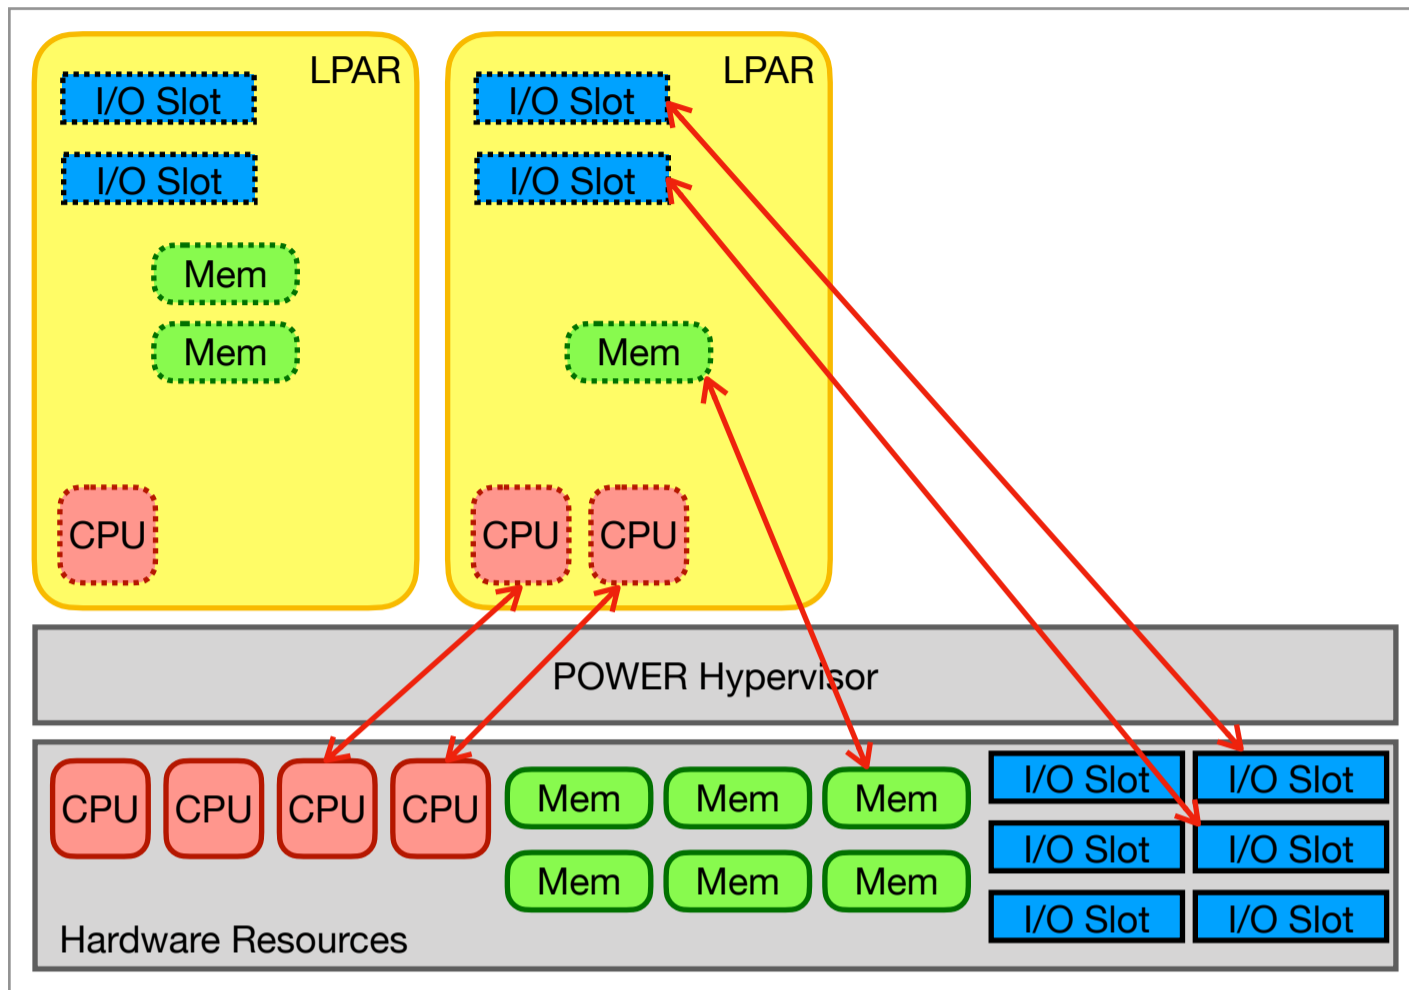 LPAR
I/O Slot
I/O Slot
Mem
Mem
CPU
LPAR
I/O Slot
I/O Slot
Mem
CPU CPU
POWER Hypervisor
CPU CPU CPU CPU
Mem Mem Mem
Mem Mem Mem
I/O Slot I/O Slot
I/O Slot I/O Slot
I/O Slot I/O Slot
Hardware Resources